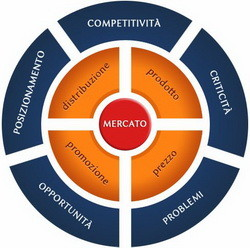 COMPETITIVITÀ
POSIZIONAMENTO
CRITICITÀ
distribuzione
prodotto
MERCATO
promozione
prezzo
OPPORTUNITÀ
PROBLEMI